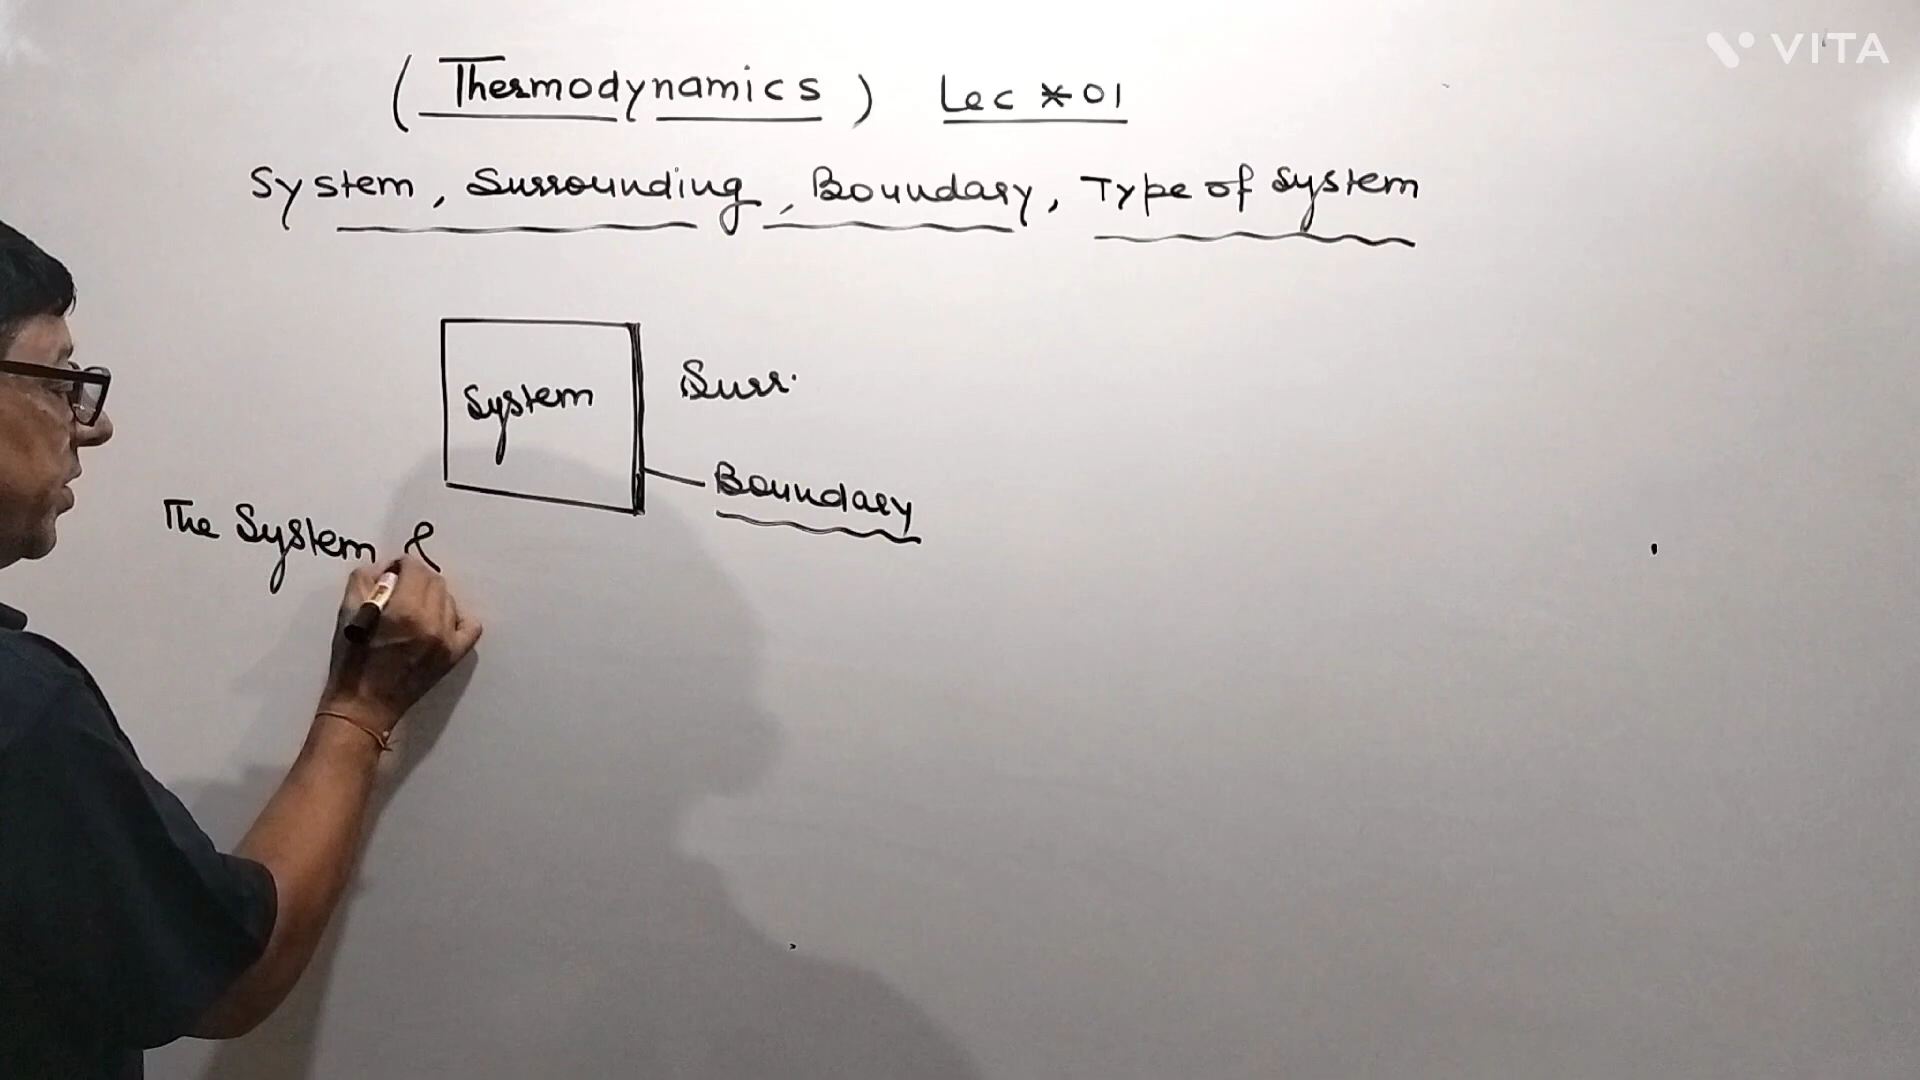 VITA
(Thermodynamics) Lec * 01
System, Surrounding, Boundary, Type of System
System
Surr.
Boundary
The System &